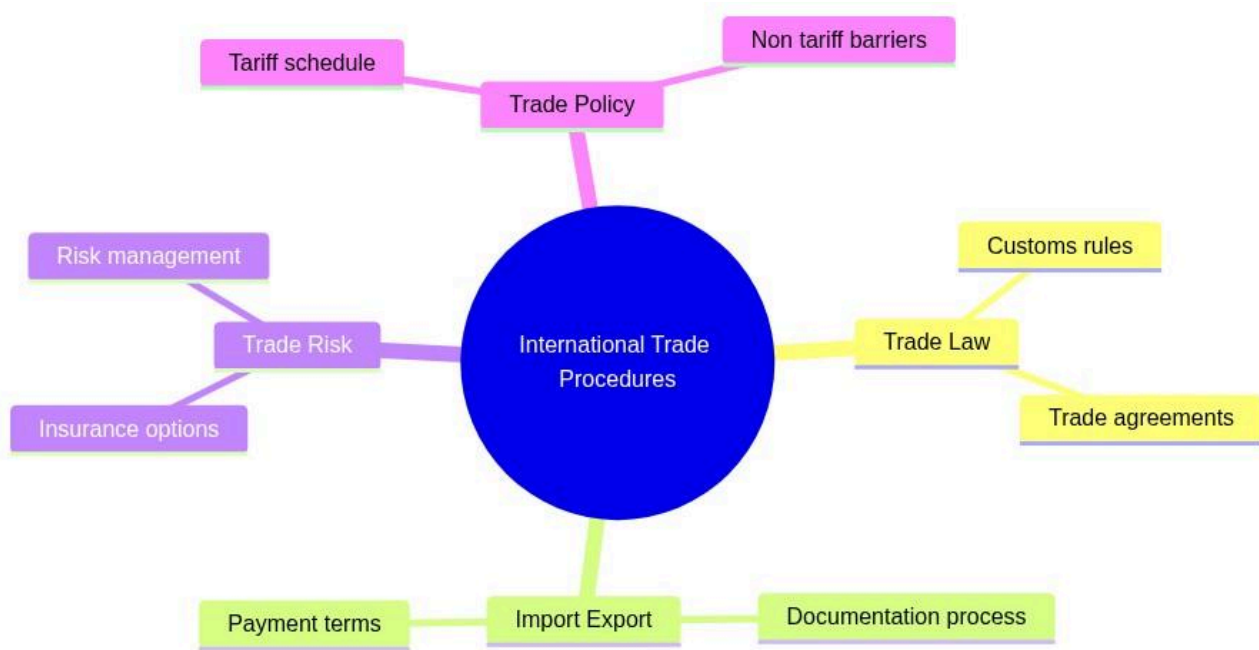 Non tariff barriers
Tariff schedule
Trade Policy
Risk management
Customs rules
Trade Risk
International Trade
Procedures
Trade Law
Insurance options
Trade agreements
Payment terms
Import Export
Documentation process